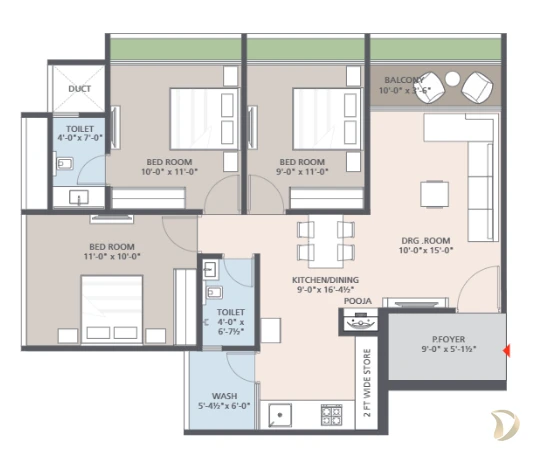 BALCONY
10'-0" x 3'-6"
DUCT
TOILET
4'-0"x 7'-0"
BED ROOM
10'-0" x 11'-0"
BED ROOM
9'-0" x 11'-0"
BED ROOM
11'-0" x 10'-0"
DRG .ROOM
10'-0"x 15'-0"
KITCHEN/DINING
9'-0"x 16'-4½"
POOJA
TOILET
4'-0" x
6'-7½"
P.FOYER
9'-0" x 5'-1½"
2 FT WIDE STORE
WASH
5'-4½"x 6'-0"